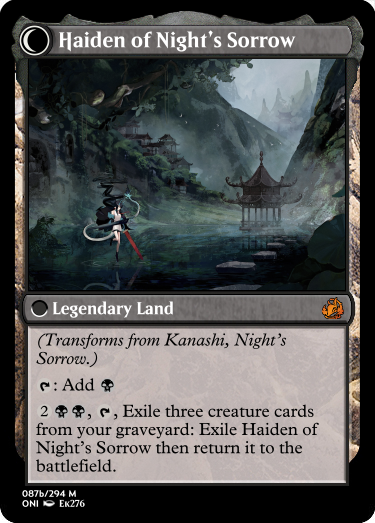 Haiden of Night's Sorrow
Legendary Land
(Transforms from Kanashi, Night's
Sorrow.)
: Add
2 , , Exile three creature cards
from your graveyard: Exile Haiden of
Night's Sorrow then return it to the
battlefield.
087b/294 M
ONI Ek276